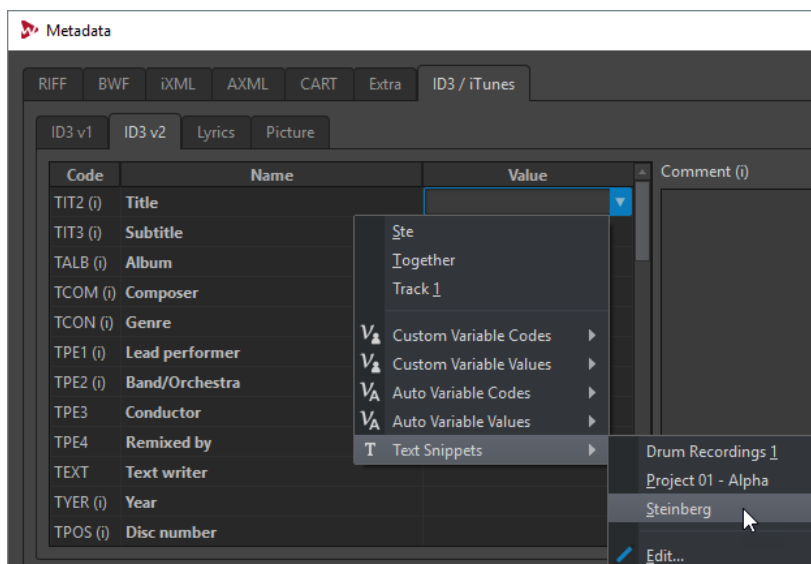 Metadata
RIFF BWF iXML AXML CART Extra ID3 / iTunes
ID3 v1 ID3 v2 Lyrics Picture
Code Name Value Comment (i)
TIT2 (i) Title
TIT3 (i) Subtitle Ste
TALB (i) Album Together
TCOM (i) Composer Track 1
TCON (i) Genre
TPE1 (i) Lead performer Custom Variable Codes
TPE2 (i) Band/Orchestra Custom Variable Values
TPE3 Conductor Auto Variable Codes
TPE4 Remixed by Auto Variable Values
T Text Snippets Drum Recordings 1
TEXT Text writer Project 01 - Alpha
TYER (i) Year Steinberg
TPOS (i) Disc number
Edit...